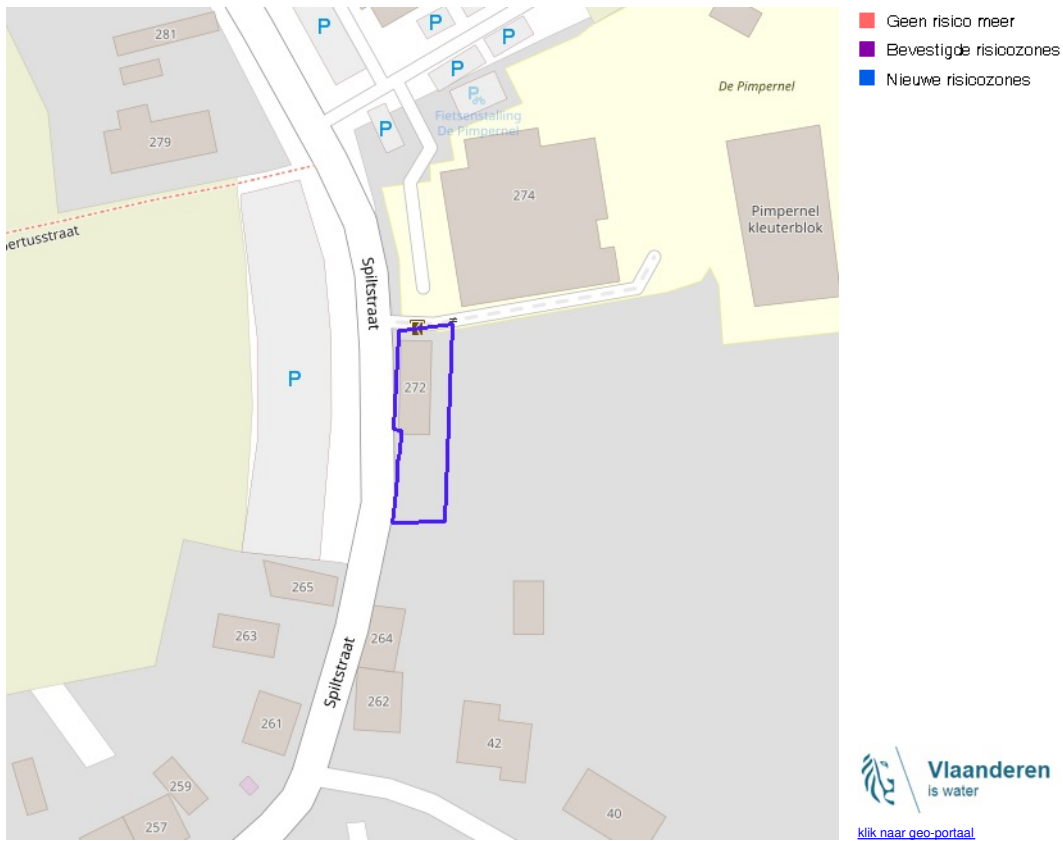 Geen risico meer
Bevestigde risicozones
Nieuwe risicozones
281
P
P
P
P
P
Fietsenstalling
De Pimpernel
P
De Pimpernel
279
274
Pimpernel
kleuterblok
ertusstraat
Spiltstraat
272
P
265
263
264
Spiltstraat
262
261
42
259
257
40
Vlaanderen
is water
klik naar geo-portaal